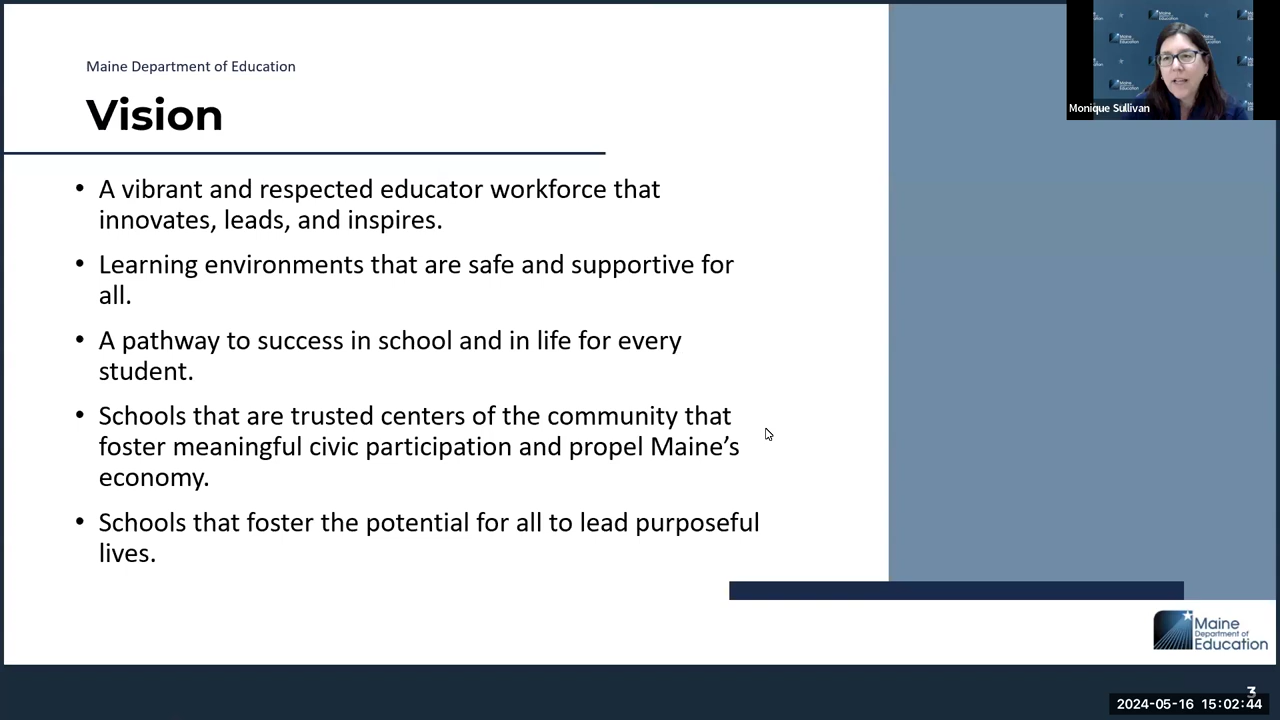 Maine Department of Education
Vision
• A vibrant and respected educator workforce that
innovates, leads, and inspires.
• Learning environments that are safe and supportive for
all.
• A pathway to success in school and in life for every
student.
• Schools that are trusted centers of the community that
foster meaningful civic participation and propel Maine’s
economy.
• Schools that foster the potential for all to lead purposeful
lives.
Maine
Education
Monique Sullivan
Maine
Department of
Education
3
2024-05-16 15:02:44